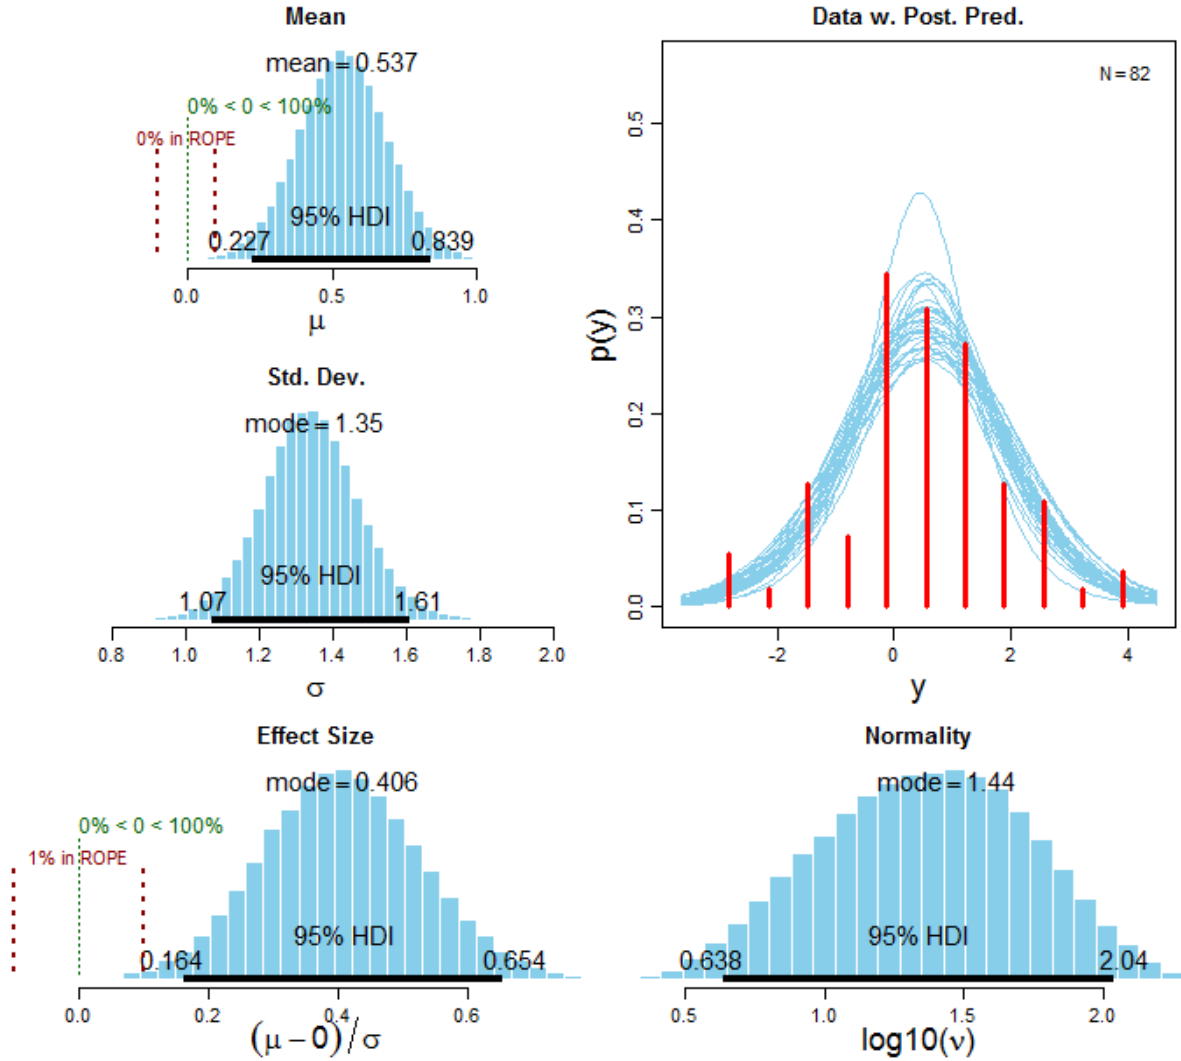 Mean
mean = 0.537
0% < 0 < 100%
0% in ROPE
95% HDI
0.227 0.839
0.0 0.5 1.0
μ
Data w. Post. Pred.
N = 82
0.5
0.4
0.3
0.2
0.1
0.0
p(y)
-2 0 2 4
y
Std. Dev.
mode = 1.35
95% HDI
1.07 1.61
0.8 1.0 1.2 1.4 1.6 1.8 2.0
σ
Effect Size
mode = 0.406
0% < 0 < 100%
1% in ROPE
95% HDI
0.164 0.654
0.0 0.2 0.4 0.6
(μ − 0)/σ
Normality
mode = 1.44
95% HDI
0.638 2.04
0.5 1.0 1.5 2.0
log10(ν)